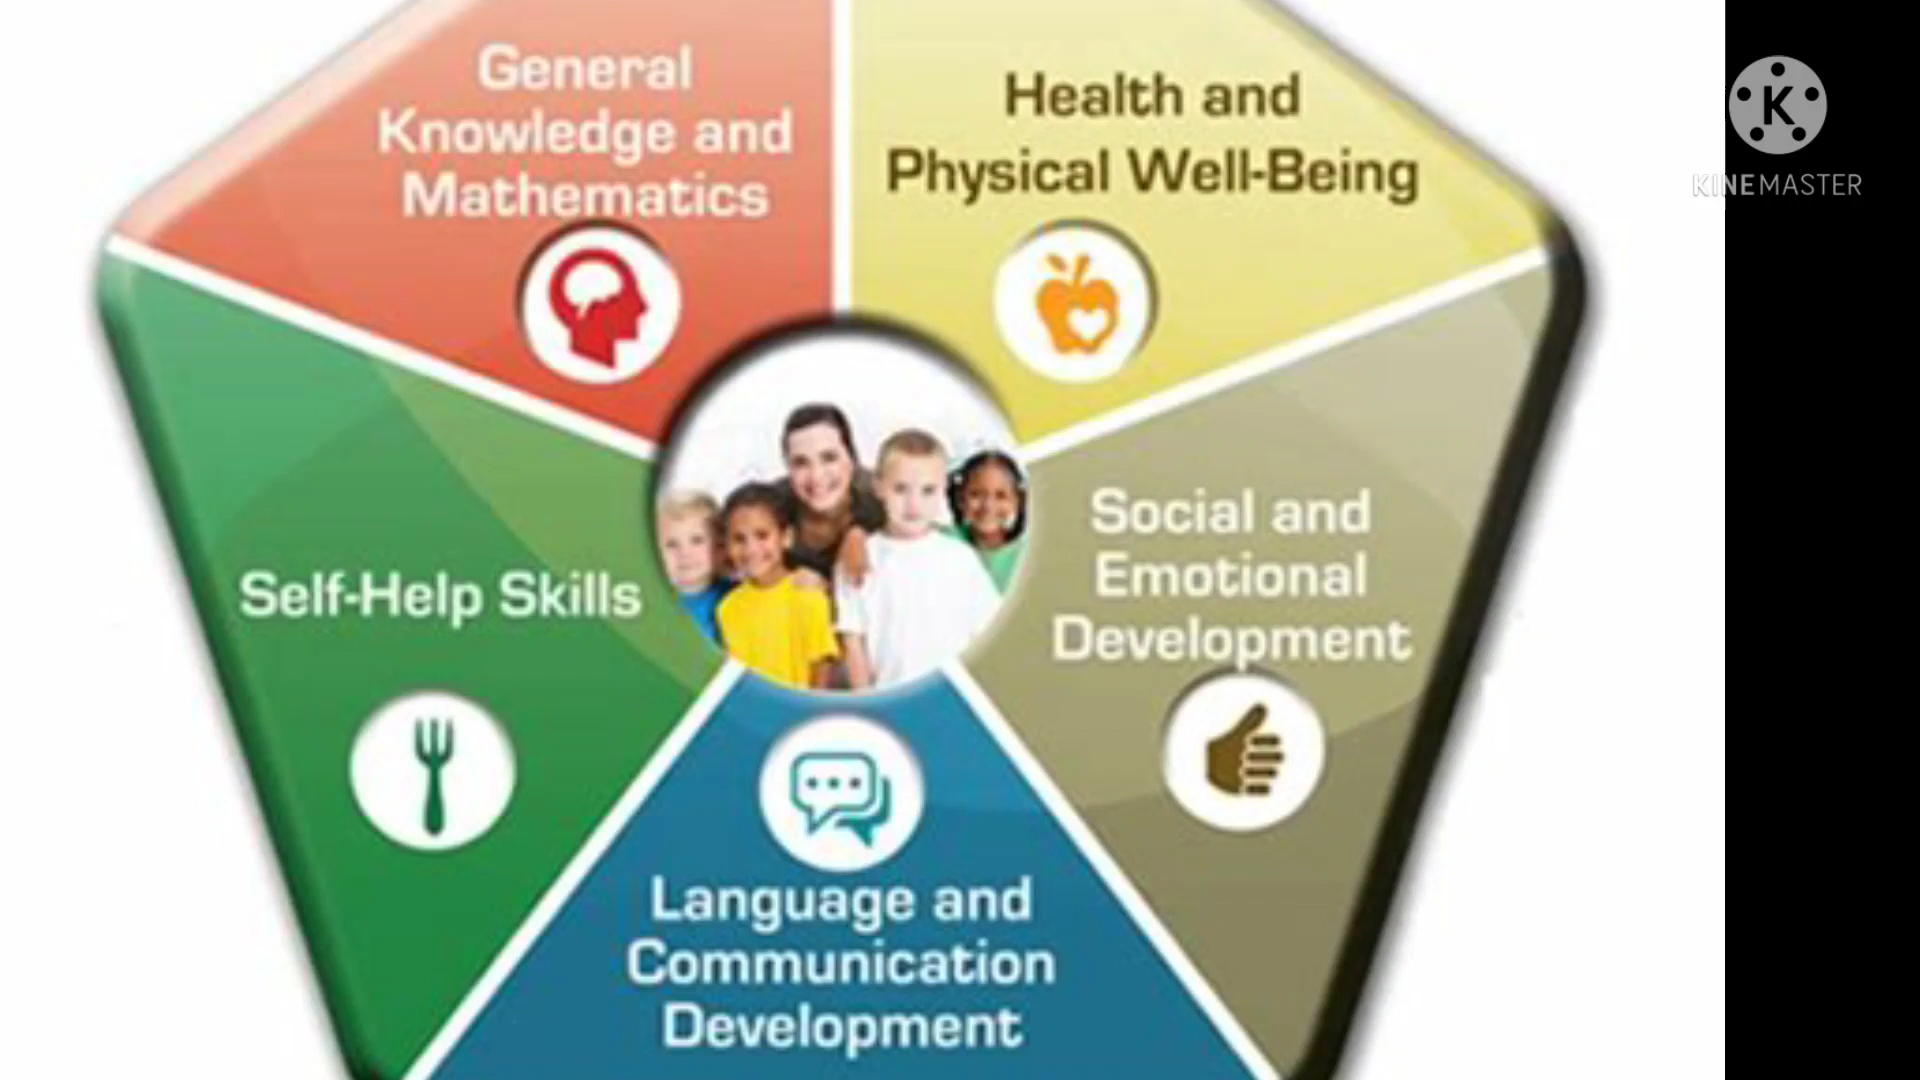 General
Knowledge and
Mathematics
Health and
Physical Well-Being
K
KINEMASTER
Self-Help Skills
Social and
Emotional
Development
Language and
Communication
Development